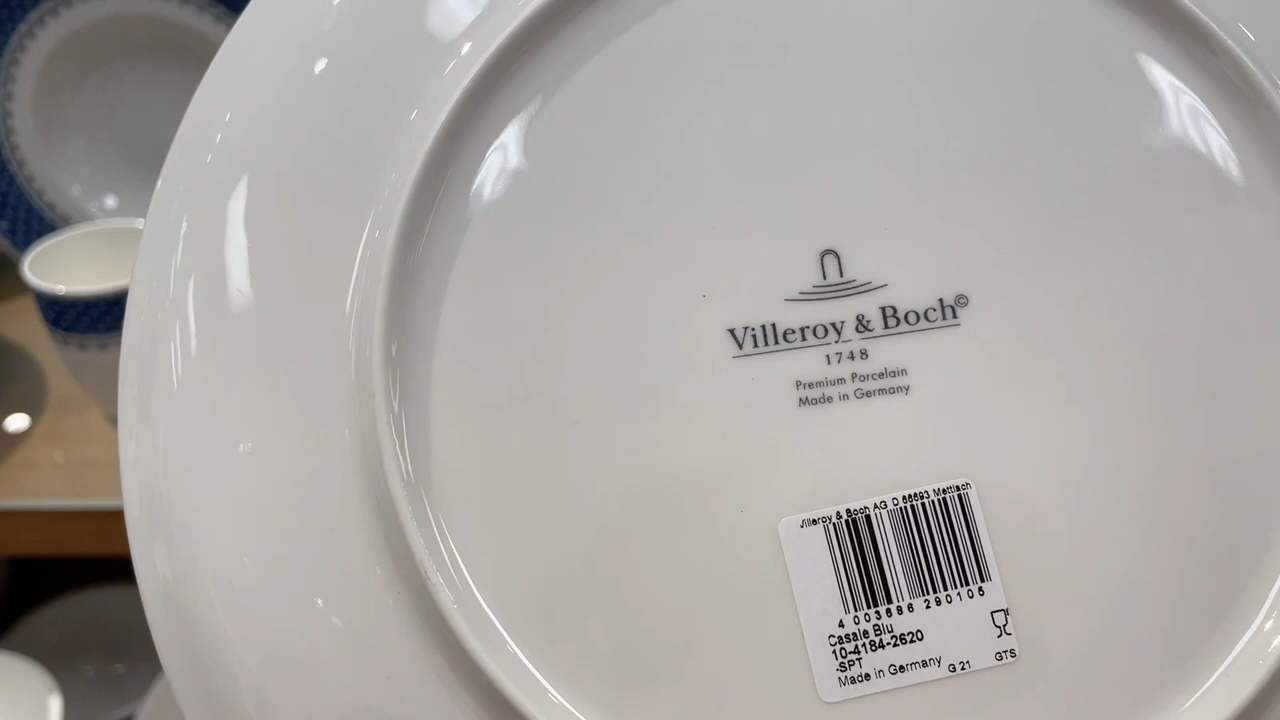 Villeroy & Boch©
1748
Premium Porcelain
Made in Germany
Villeroy & Boch AG D 66693 Mettlach
4 003686 290105
Casale Blu
10-4184-2620
-SPT
Made in Germany
G 21
GTS